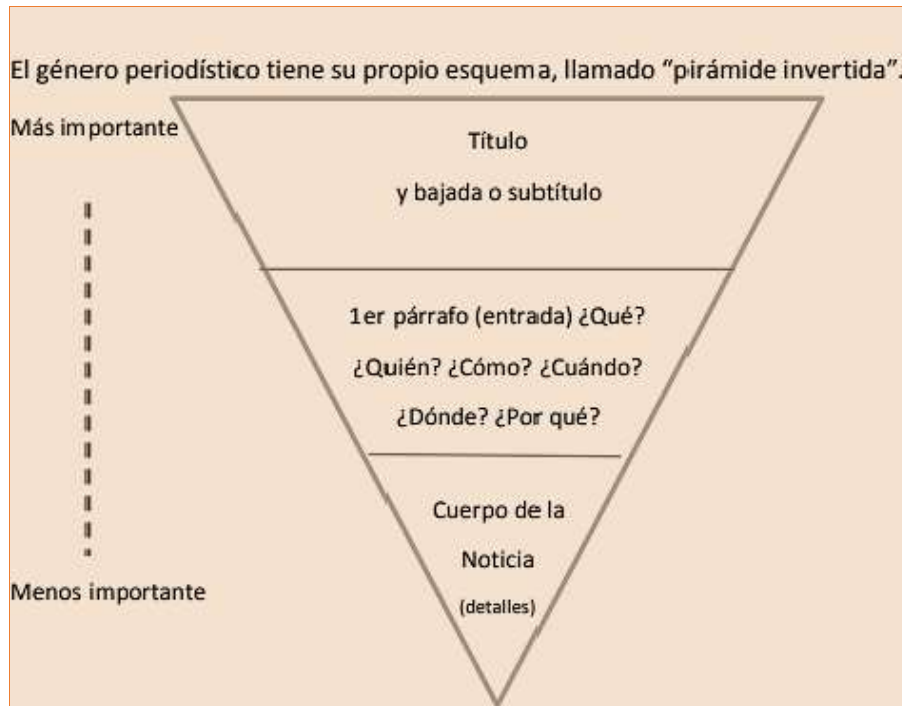 El género periodístico tiene su propio esquema, llamado “pirámide invertida”.
Más importante
Título
y bajada o subtítulo
1er párrafo (entrada) ¿Qué?
¿Quién? ¿Cómo? ¿Cuándo?
¿Dónde? ¿Por qué?
Cuerpo de la
Noticia
(detalles)
Menos importante